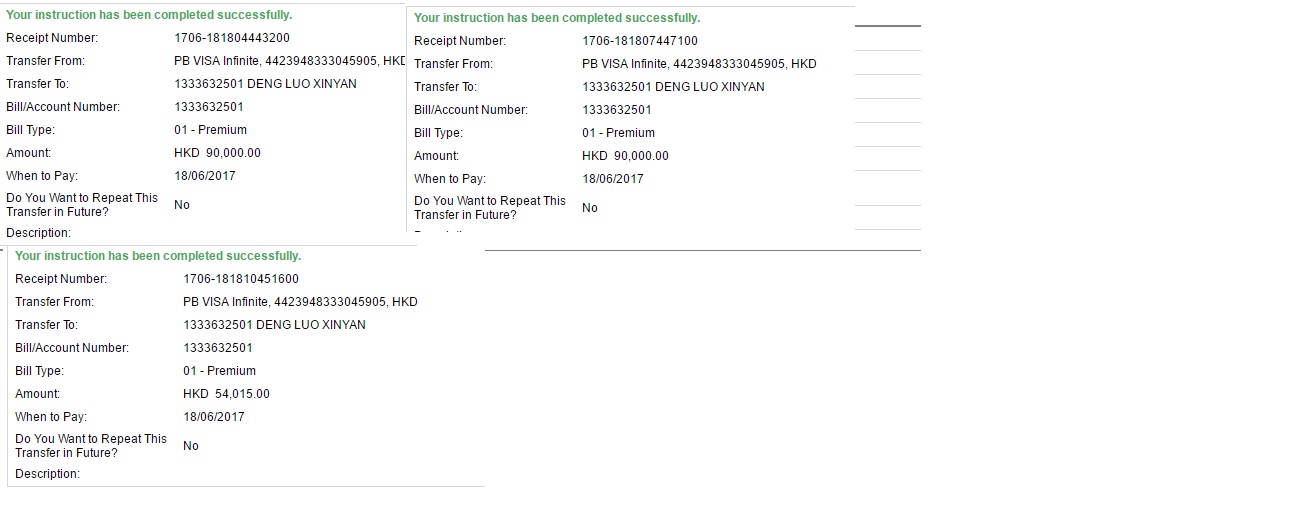 Your instruction has been completed successfully.
Receipt Number: 1706-181804443200
Transfer From: PB VISA Infinite, 4423948333045905, HKD
Transfer To: 1333632501 DENG LUO XINYAN
Bill/Account Number: 1333632501
Bill Type: 01 - Premium
Amount: HKD 90,000.00
When to Pay: 18/06/2017
Do You Want to Repeat This
Transfer in Future? No
Description:
Your instruction has been completed successfully.
Receipt Number: 1706-181807447100
Transfer From: PB VISA Infinite, 4423948333045905, HKD
Transfer To: 1333632501 DENG LUO XINYAN
Bill/Account Number: 1333632501
Bill Type: 01 - Premium
Amount: HKD 90,000.00
When to Pay: 18/06/2017
Do You Want to Repeat This
Transfer in Future? No
Your instruction has been completed successfully.
Receipt Number: 1706-181810451600
Transfer From: PB VISA Infinite, 4423948333045905, HKD
Transfer To: 1333632501 DENG LUO XINYAN
Bill/Account Number: 1333632501
Bill Type: 01 - Premium
Amount: HKD 54,015.00
When to Pay: 18/06/2017
Do You Want to Repeat This
Transfer in Future? No
Description: